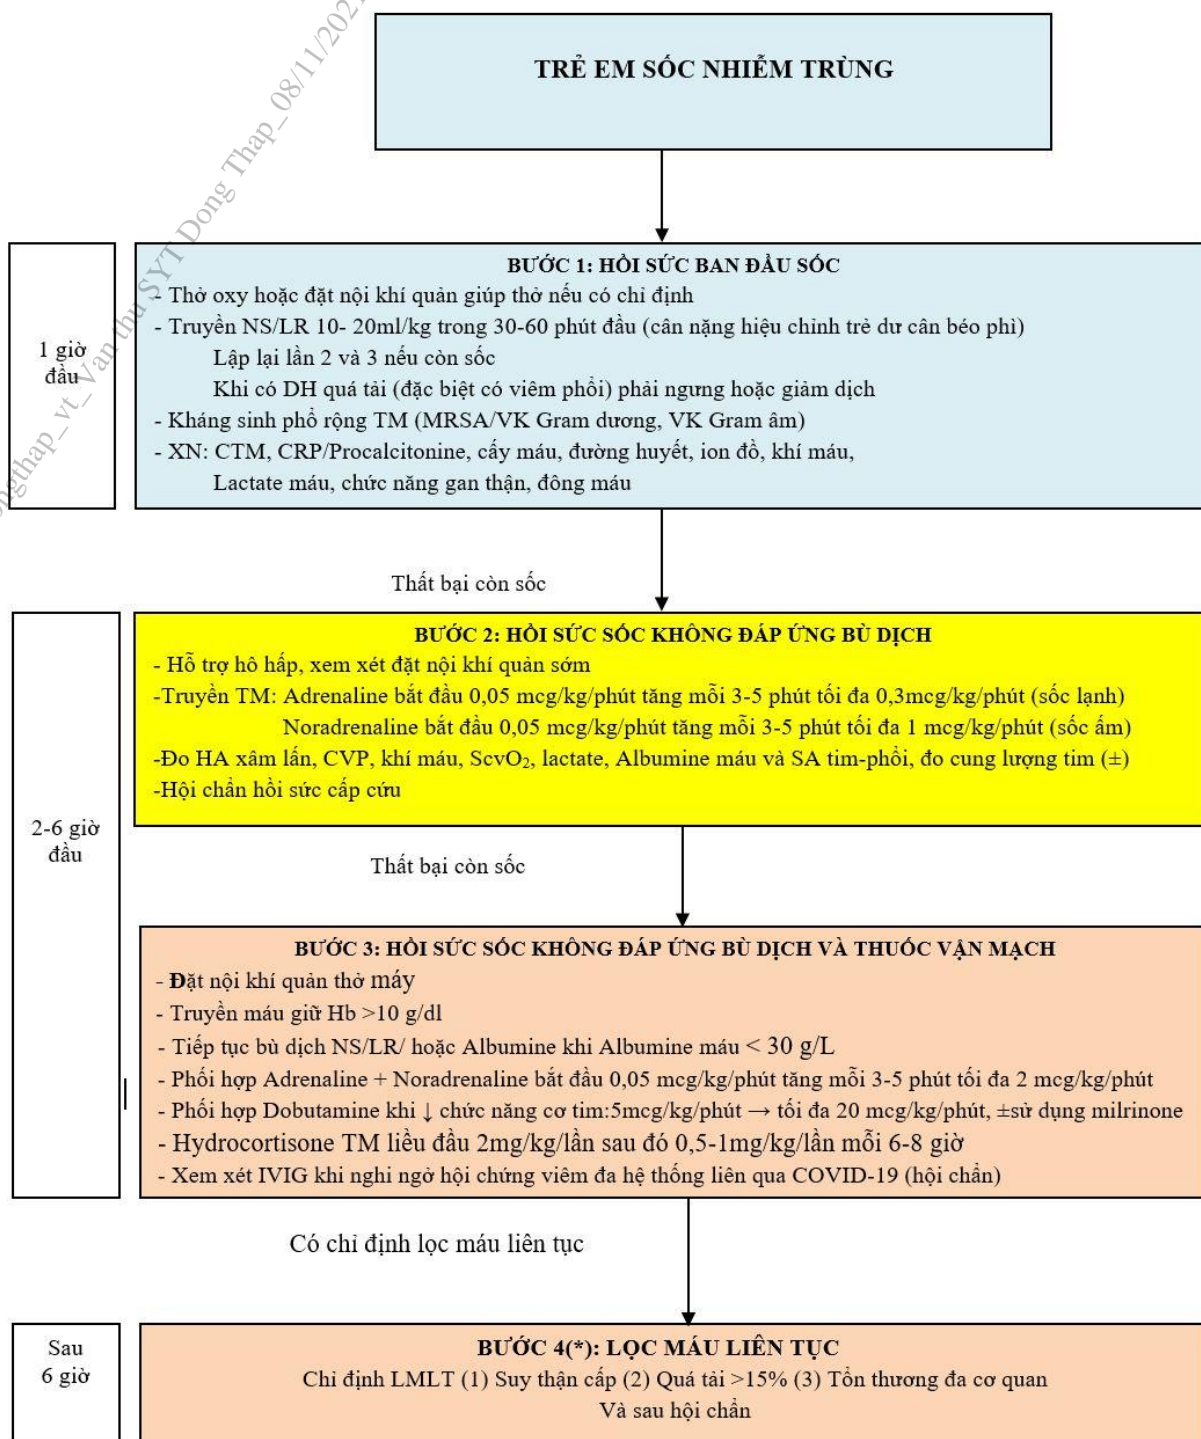 ongthap_vt_Van thu SYT Dong Thap_08/11/2021
TRẺ EM SỐC NHIỄM TRÙNG
1 giờ
đầu
BƯỚC 1: HỒI SỨC BAN ĐẦU SỐC
- Thở oxy hoặc đặt nội khí quản giúp thở nếu có chỉ định
- Truyền NS/LR 10- 20ml/kg trong 30-60 phút đầu (cân nặng hiệu chỉnh trẻ dư cân béo phì)
Lập lại lần 2 và 3 nếu còn sốc
Khi có DH quá tải (đặc biệt có viêm phổi) phải ngưng hoặc giảm dịch
- Kháng sinh phổ rộng TM (MRSA/VK Gram dương, VK Gram âm)
- XN: CTM, CRP/Procalcitonine, cấy máu, đường huyết, ion đồ, khí máu,
Lactate máu, chức năng gan thận, đông máu
Thất bại còn sốc
2-6 giờ
đầu
BƯỚC 2: HỒI SỨC SỐC KHÔNG ĐÁP ỨNG BÙ DỊCH
- Hỗ trợ hô hấp, xem xét đặt nội khí quản sớm
-Truyền TM: Adrenaline bắt đầu 0,05 mcg/kg/phút tăng mỗi 3-5 phút tối đa 0,3mcg/kg/phút (sốc lạnh)
Noradrenaline bắt đầu 0,05 mcg/kg/phút tăng mỗi 3-5 phút tối đa 1 mcg/kg/phút (sốc ấm)
-Đo HA xâm lấn, CVP, khí máu, ScvO₂, lactate, Albumine máu và SA tim-phổi, đo cung lượng tim (±)
-Hội chẩn hồi sức cấp cứu
Thất bại còn sốc
BƯỚC 3: HỒI SỨC SỐC KHÔNG ĐÁP ỨNG BÙ DỊCH VÀ THUỐC VẬN MẠCH
- Đặt nội khí quản thở máy
- Truyền máu giữ Hb >10 g/dl
- Tiếp tục bù dịch NS/LR/ hoặc Albumine khi Albumine máu < 30 g/L
- Phối hợp Adrenaline + Noradrenaline bắt đầu 0,05 mcg/kg/phút tăng mỗi 3-5 phút tối đa 2 mcg/kg/phút
- Phối hợp Dobutamine khi ↓ chức năng cơ tim:5mcg/kg/phút → tối đa 20 mcg/kg/phút, ±sử dụng milrinone
- Hydrocortisone TM liều đầu 2mg/kg/lần sau đó 0,5-1mg/kg/lần mỗi 6-8 giờ
- Xem xét IVIG khi nghi ngờ hội chứng viêm đa hệ thống liên qua COVID-19 (hội chẩn)
Có chỉ định lọc máu liên tục
Sau
6 giờ
BƯỚC 4(*): LỌC MÁU LIÊN TỤC
Chỉ định LMLT (1) Suy thận cấp (2) Quá tải >15% (3) Tổn thương đa cơ quan
Và sau hội chẩn